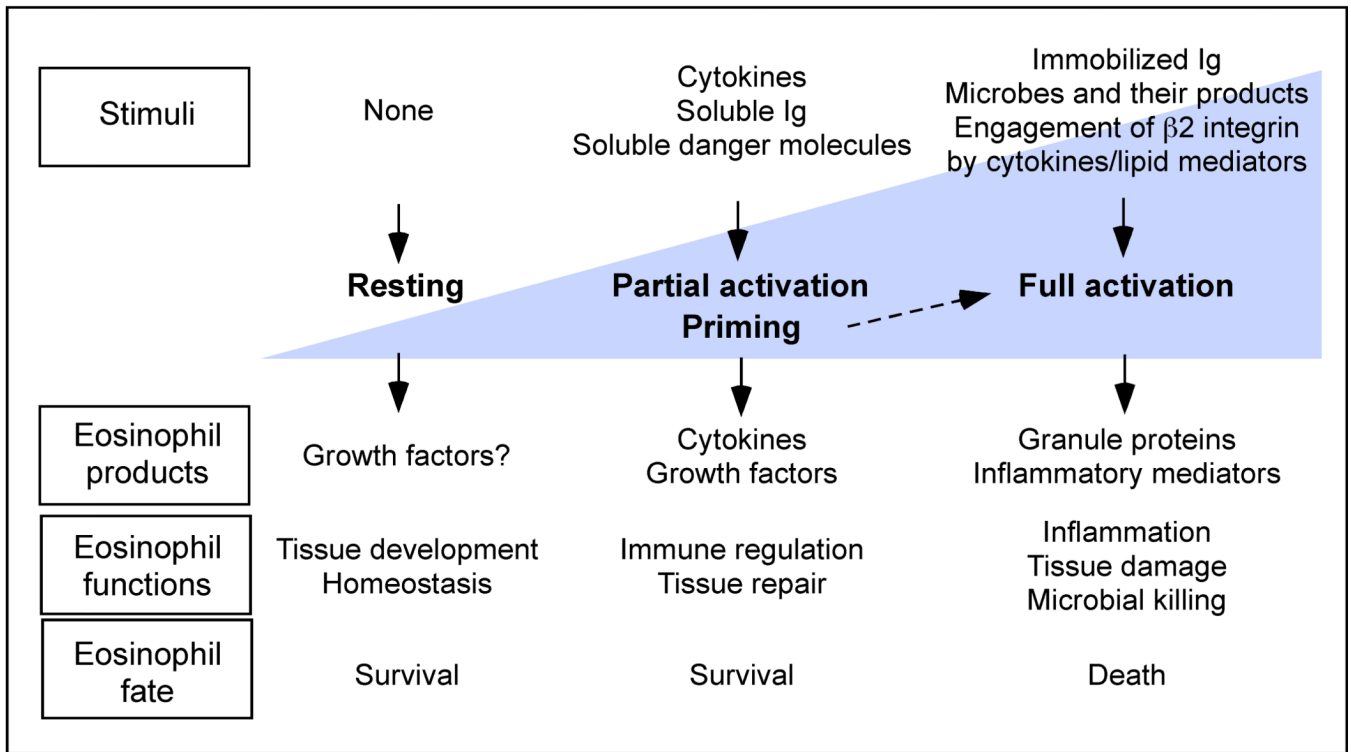 Stimuli
None
Cytokines
Soluble Ig
Soluble danger molecules
Immobilized Ig
Microbes and their products
Engagement of β2 integrin
by cytokines/lipid mediators
Resting
Partial activation
Priming
Full activation
Eosinophil
products
Growth factors?
Cytokines
Growth factors
Granule proteins
Inflammatory mediators
Eosinophil
functions
Tissue development
Homeostasis
Immune regulation
Tissue repair
Inflammation
Tissue damage
Microbial killing
Eosinophil
fate
Survival
Survival
Death